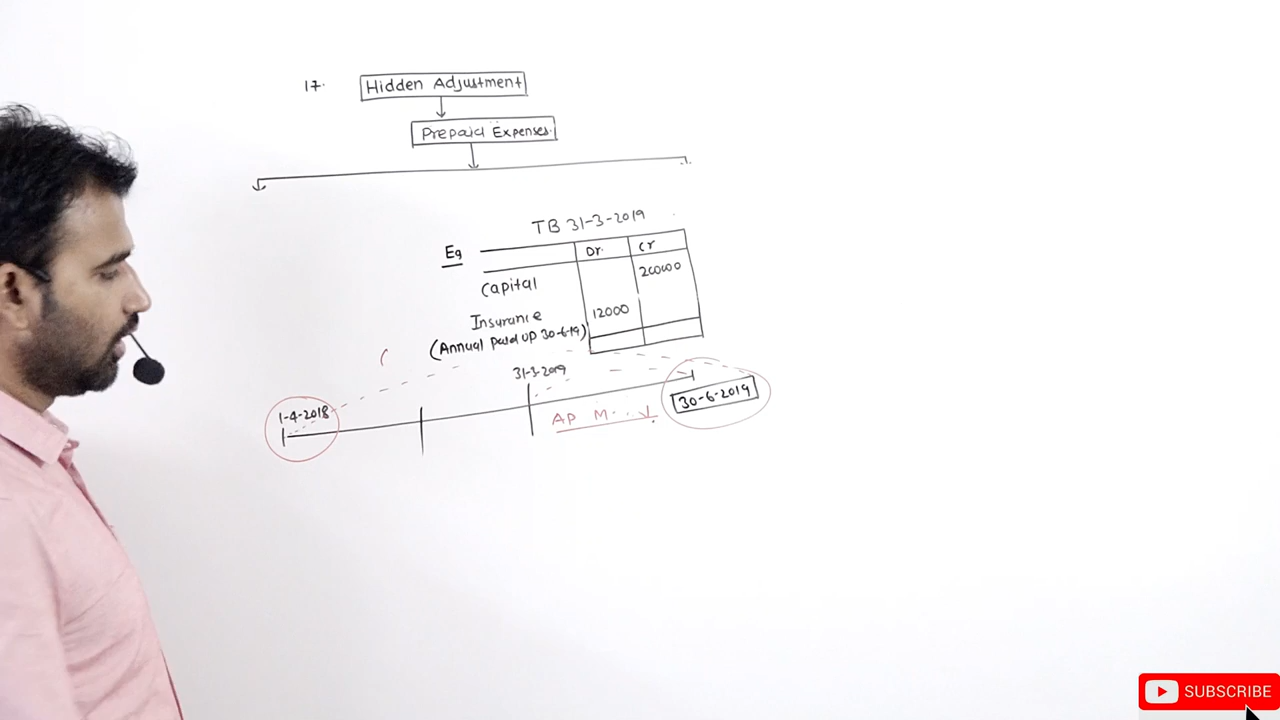 17.
Hidden Adjustment
Prepaid Expenses.
TB 31-3-2019
Eg
Dr. Cr
Capital 200000
Insurance 12000
(Annual paid up 30-6-19)
31-3-2019
1-4-2018
30-6-2019
AP M... J
SUBSCRIBE